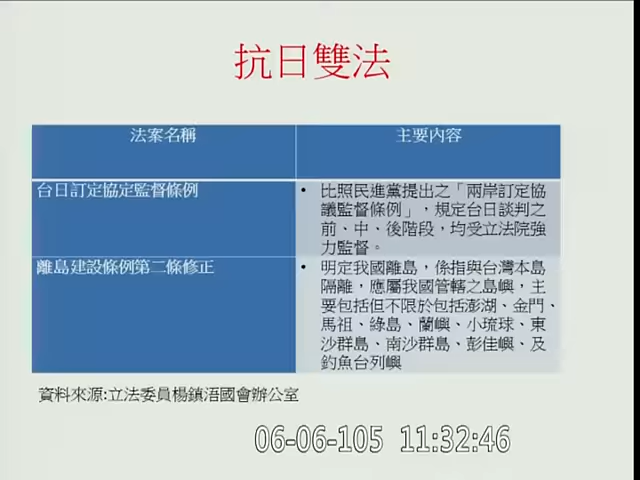 抗日雙法
法案名稱
主要內容
台日訂定協定監督條例
• 比照民進黨提出之「兩岸訂定協
議監督條例」，規定台日談判之
前、中、後階段，均受立法院強
力監督。
離島建設條例第二條修正
• 明定我國離島，係指與台灣本島
隔離，應屬我國管轄之島嶼，主
要包括但不限於包括澎湖、金門、
馬祖、綠島、蘭嶼、小琉球、東
沙群島、南沙群島、彭佳嶼、及
釣魚台列嶼
資料來源:立法委員楊鎮浯國會辦公室
06-06-105 11:32:46